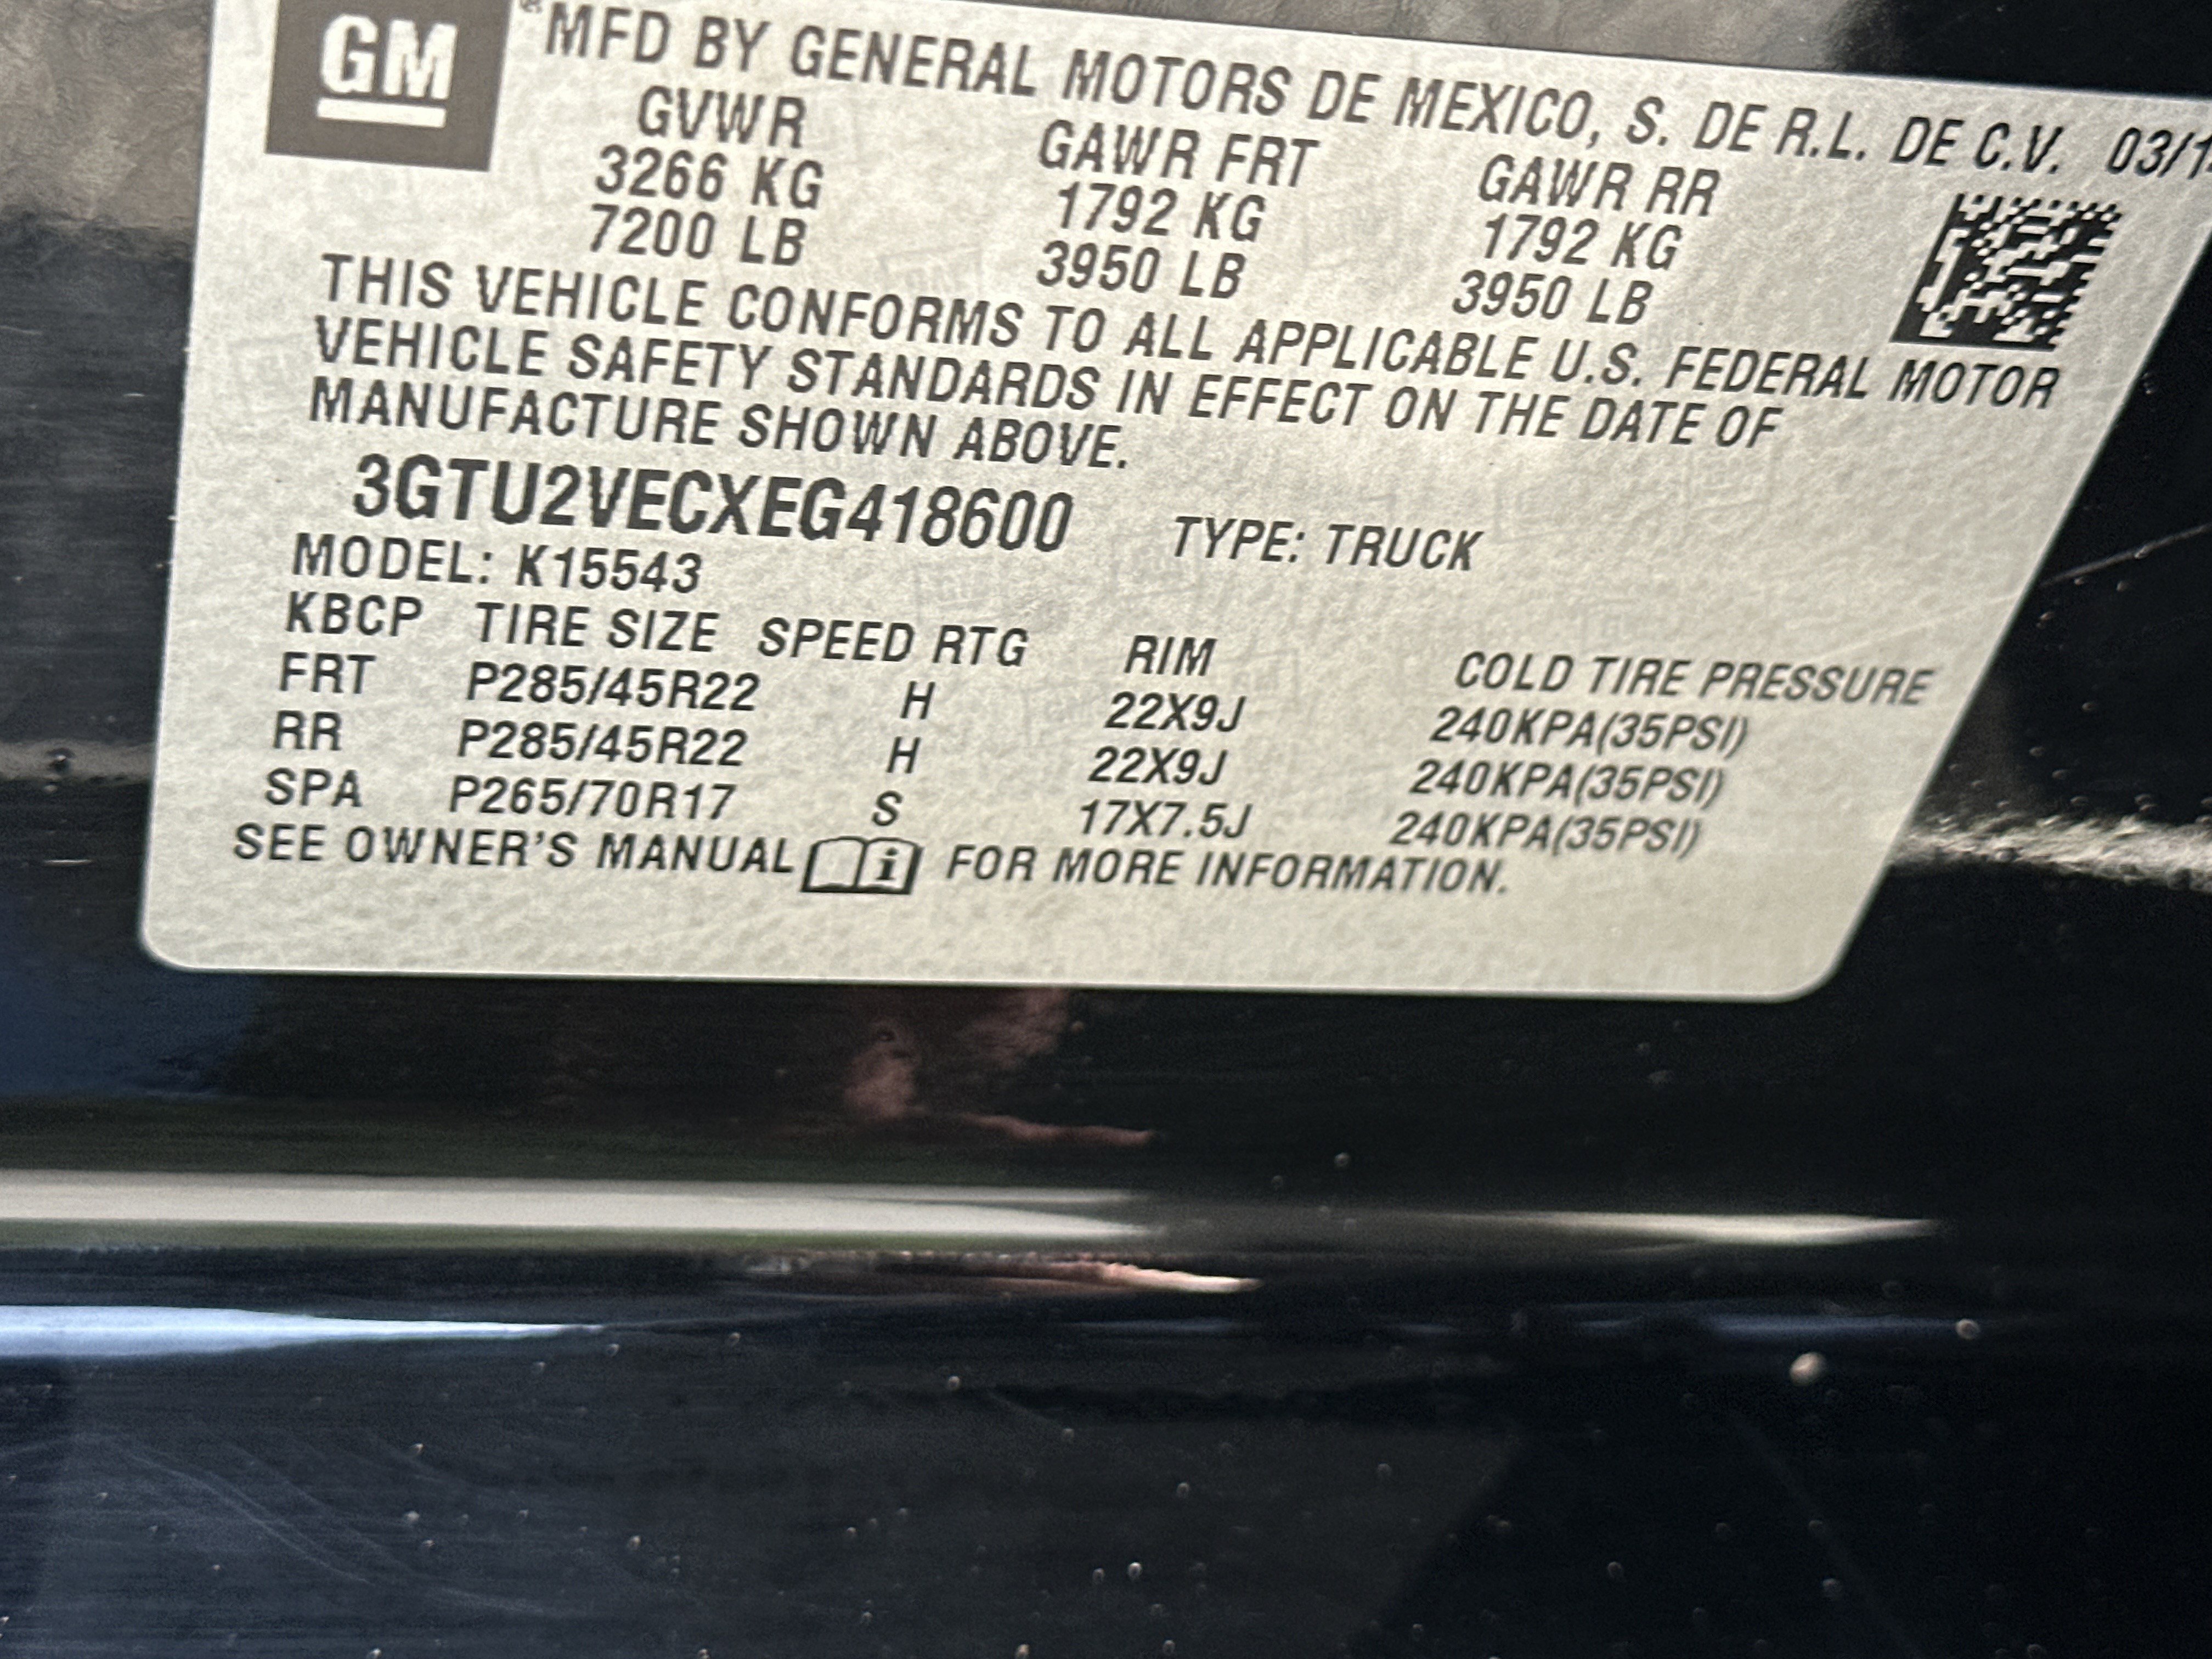 GM
MFD BY GENERAL MOTORS DE MEXICO, S. DE R.L. DE C.V. 03/1
GVWR GAWR FRT GAWR RR
3266 KG 1792 KG 1792 KG
7200 LB 3950 LB 3950 LB
THIS VEHICLE CONFORMS TO ALL APPLICABLE U.S. FEDERAL MOTOR
VEHICLE SAFETY STANDARDS IN EFFECT ON THE DATE OF
MANUFACTURE SHOWN ABOVE.
3GTU2VECXEG418600 TYPE: TRUCK
MODEL: K15543
KBCP TIRE SIZE SPEED RTG RIM COLD TIRE PRESSURE
FRT P285/45R22 H 22X9J 240KPA(35PSI)
RR P285/45R22 H 22X9J 240KPA(35PSI)
SPA P265/70R17 S 17X7.5J 240KPA(35PSI)
SEE OWNER'S MANUAL i FOR MORE INFORMATION.